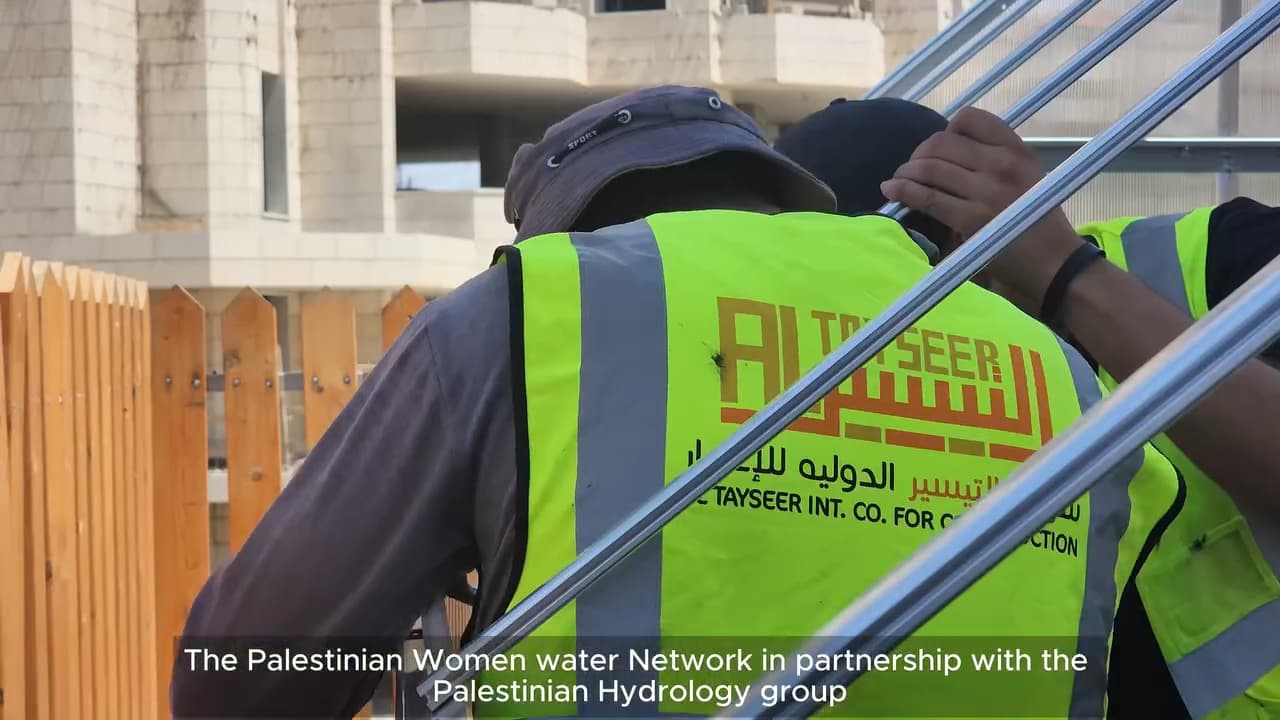 SPORT
Al TAYSEER
التيسير
التيسير الدوليه
TAYSEER INT. CO. FOR
The Palestinian Women water Network in partnership with the
Palestinian Hydrology group